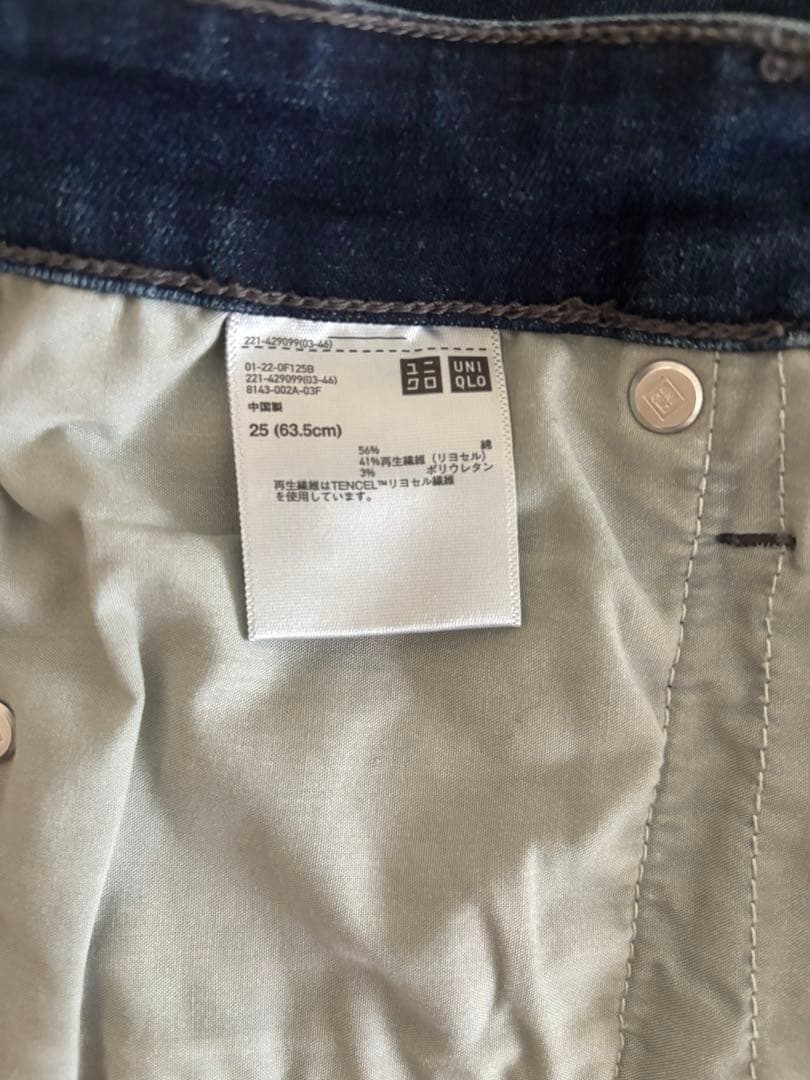 221-429099(03-46)
01-22-0F125B
221-429099(03-46)
8143-002A-03F
ユニクロ
UNIQLO
中国製
25 (63.5cm)
56% 綿
41%再生繊維 (リヨセル)
3% ポリウレタン
再生繊維はTENCEL™リヨセル繊維
を使用しています。